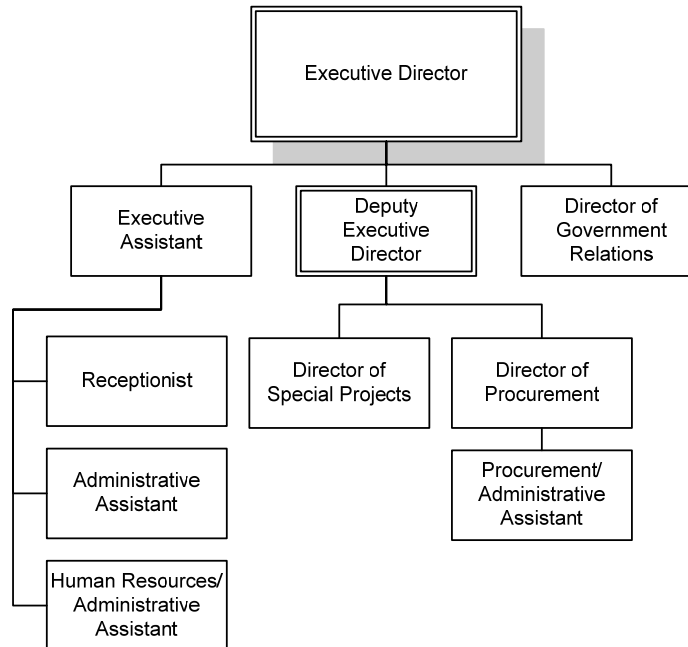 Executive Director
Executive
Assistant
Deputy
Executive
Director
Director of
Government
Relations
Receptionist
Director of
Special Projects
Director of
Procurement
Administrative
Assistant
Procurement/
Administrative
Assistant
Human Resources/
Administrative
Assistant